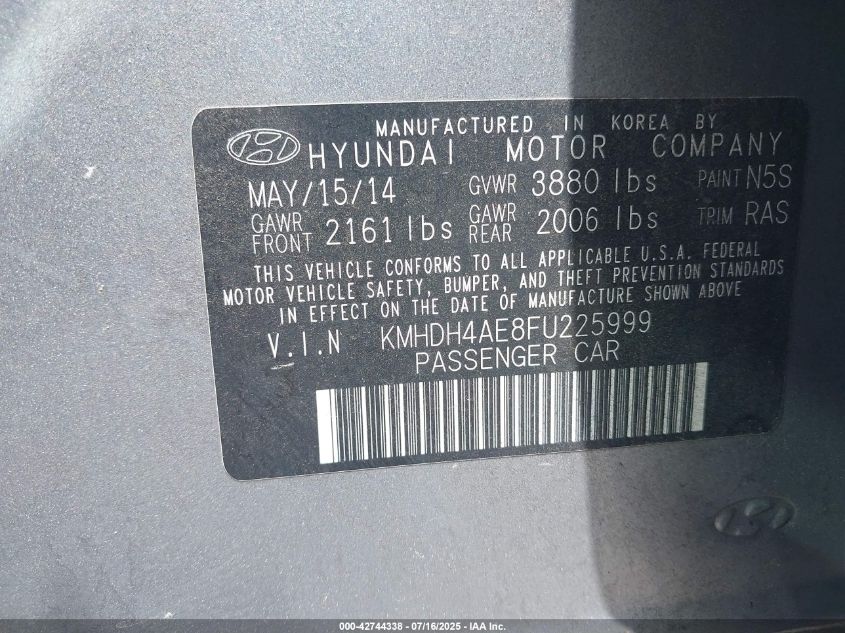 MANUFACTURED IN KOREA BY
HYUNDAI MOTOR COMPANY
MAY/15/14 GVWR 3880 lbs PAINT N5S
GAWR FRONT 2161 lbs GAWR REAR 2006 lbs TRIM RAS
THIS VEHICLE CONFORMS TO ALL APPLICABLE U.S.A. FEDERAL
MOTOR VEHICLE SAFETY, BUMPER, AND THEFT PREVENTION STANDARDS
IN EFFECT ON THE DATE OF MANUFACTURE SHOWN ABOVE
V.I.N KMHDH4AE8FU225999
PASSENGER CAR
000-42744338 - 07/16/2025 - IAA Inc.